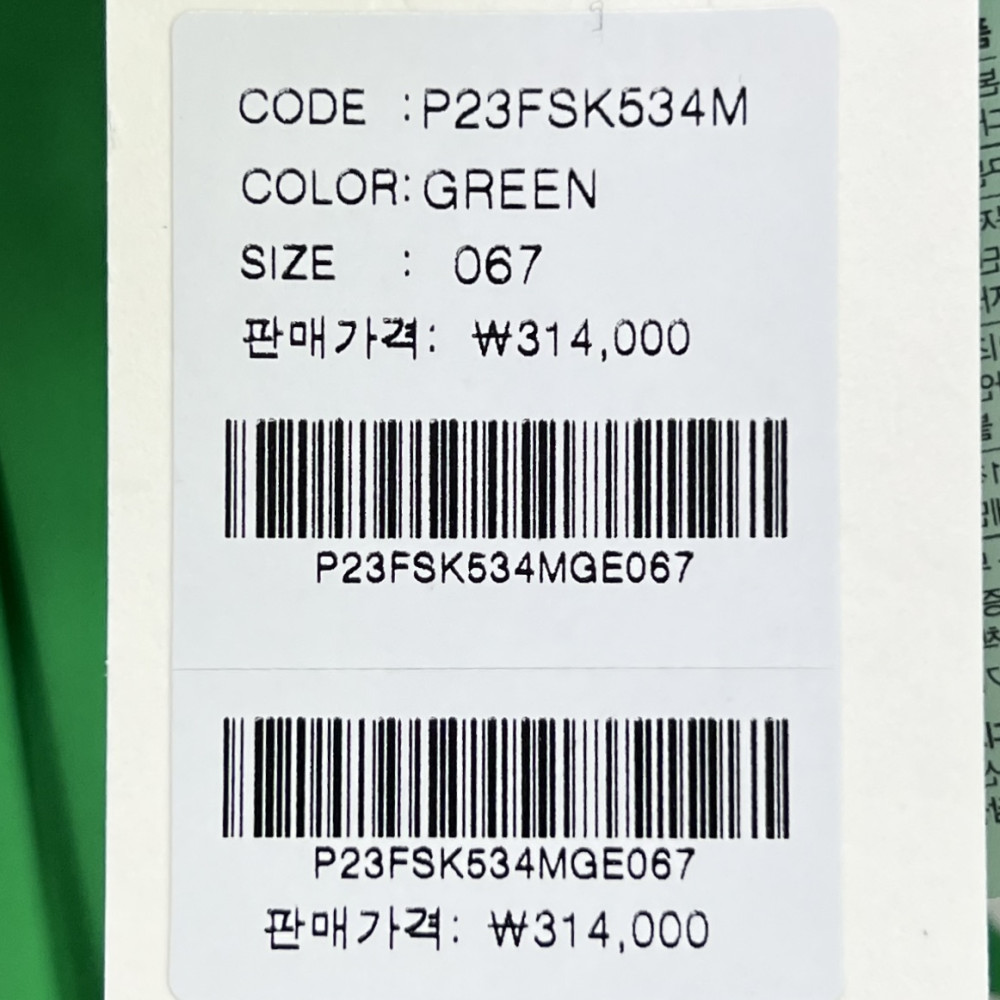 CODE :P23FSK534M
COLOR:GREEN
SIZE : 067
판매가격: ₩314,000
P23FSK534MGE067
P23FSK534MGE067
판매가격: ₩314,000